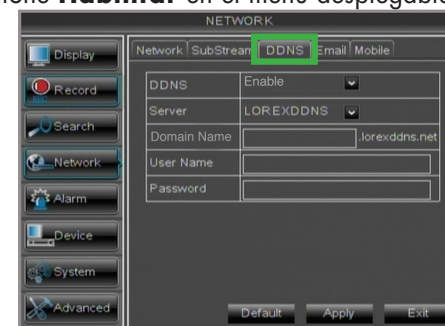 Habilitar en el menú desplegable
NETWORK
Network SubStream DDNS Email Mobile
Display
Record
REC
Search
Network
Alarm
Device
System
Advanced
DDNS Enable
Server LOREXDDNS
Domain Name .lorexddns.net
User Name
Password
Default Apply Exit